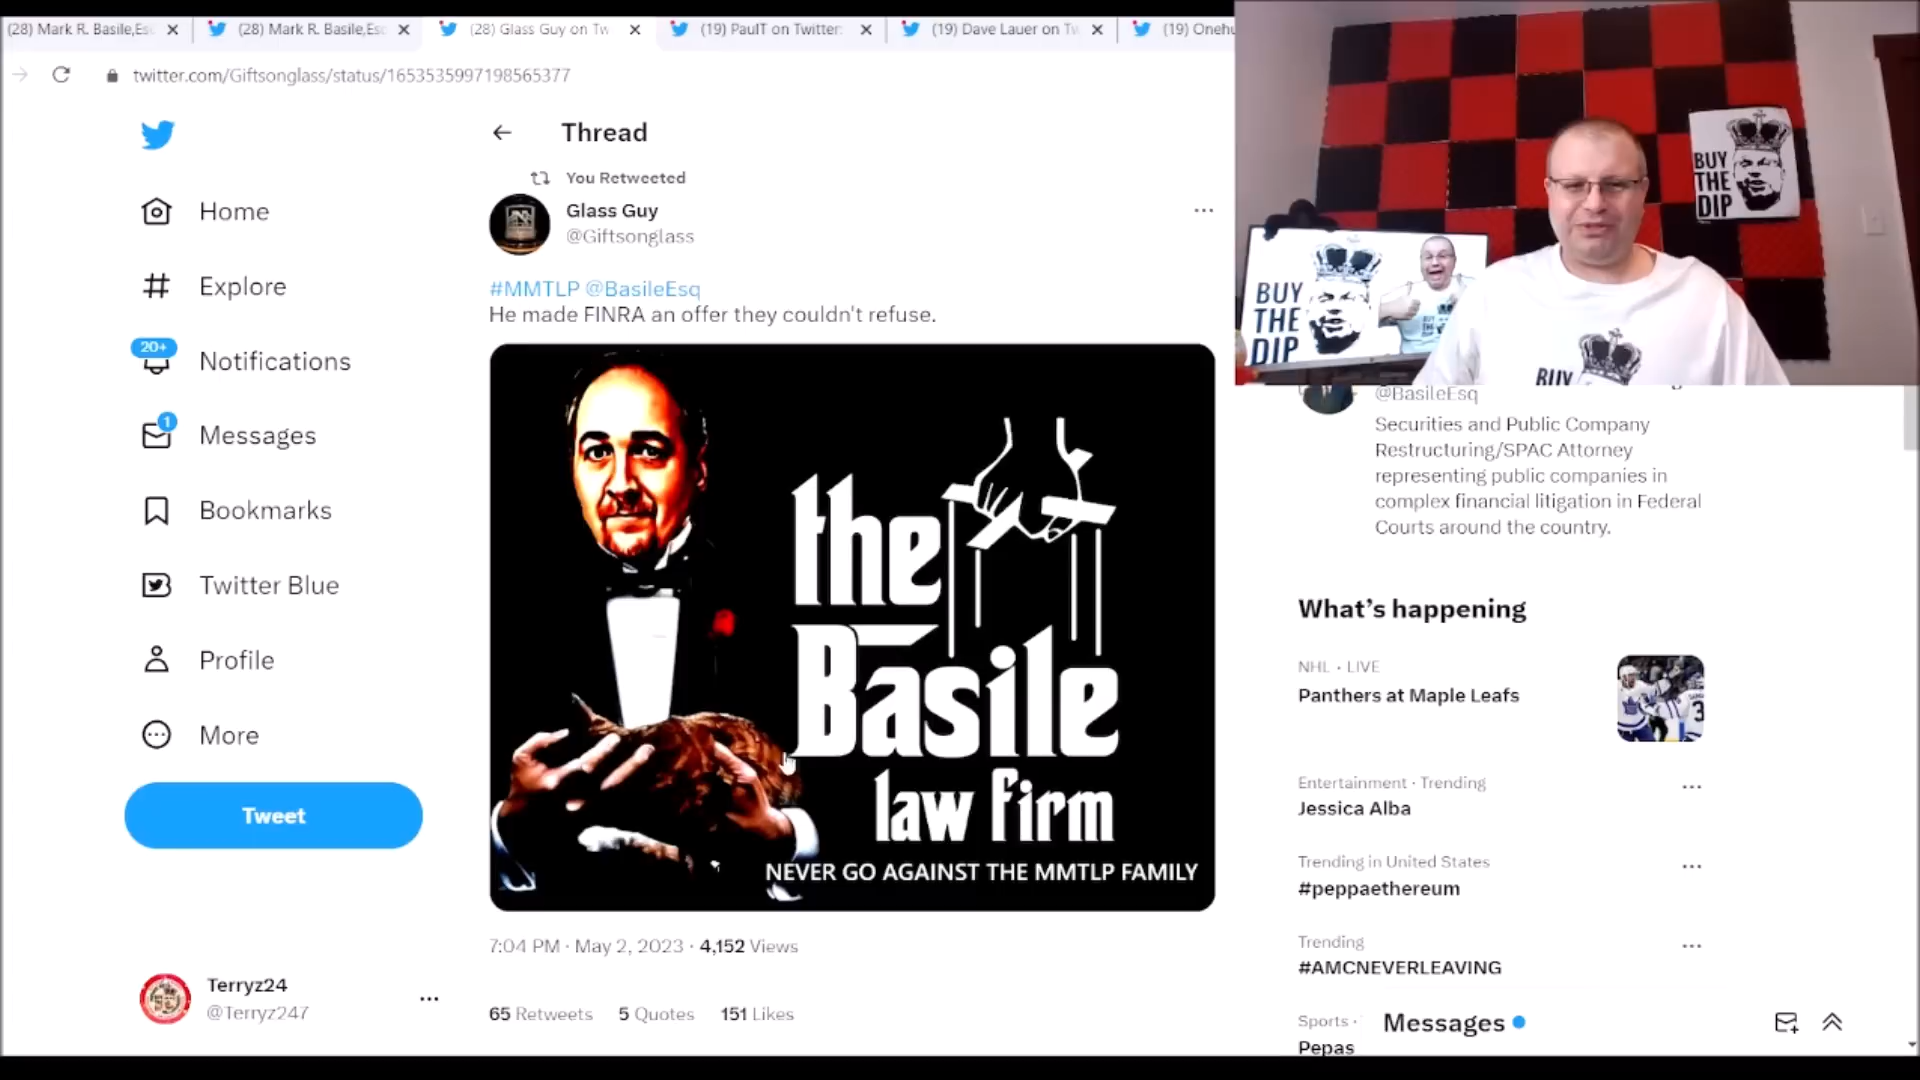 (28) Mark R. Basile,Esc
(28) Mark R. Basile,Esc
(28) Glass Guy on Tw
(19) PaulT on Twitter:
(19) Dave Lauer on Tw
(19) Onehu
twitter.com/Giftsonglass/status/1653535997198565377
Home
Explore
20+
Notifications
1
Messages
Bookmarks
Twitter Blue
Profile
More
Tweet
Terryz24
@Terryz247
Thread
You Retweeted
Glass Guy
@Giftsonglass
#MMTLP @BasileEsq
He made FINRA an offer they couldn't refuse.
the
Basile
law firm
NEVER GO AGAINST THE MMTLP FAMILY
7:04 PM · May 2, 2023 · 4,152 Views
65 Retweets 5 Quotes 151 Likes
BUY
THE
DIP
BUY
THE
DIP
BUY
@BasileEsq
Securities and Public Company
Restructuring/SPAC Attorney
representing public companies in
complex financial litigation in Federal
Courts around the country.
What's happening
NHL · LIVE
Panthers at Maple Leafs
Entertainment · Trending
Jessica Alba
Trending in United States
#peppaethereum
Trending
#AMCNEVERLEAVING
Sports ·
Pepas
Messages